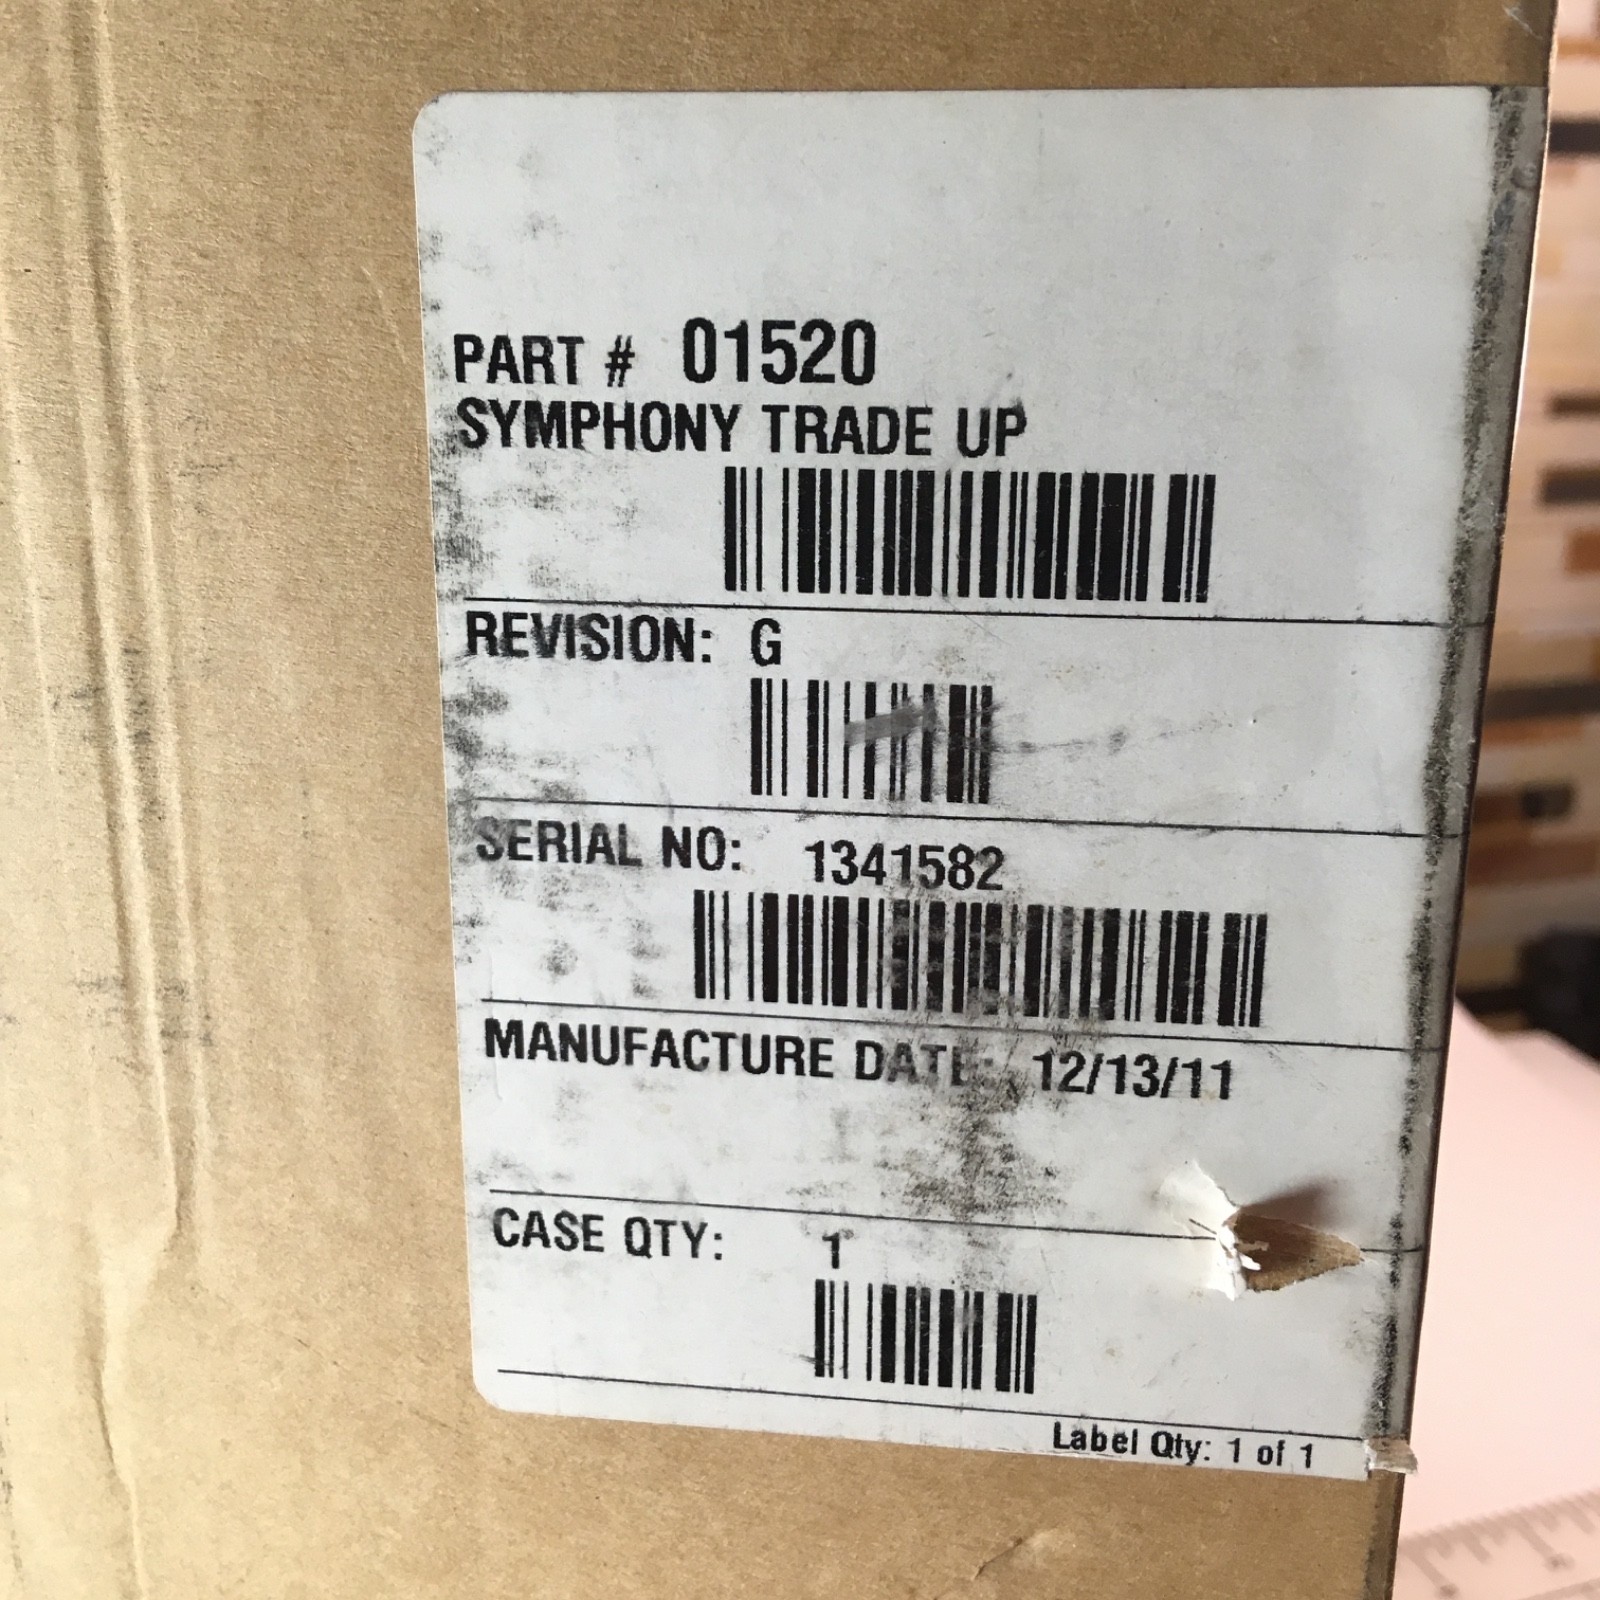 PART # 01520
SYMPHONY TRADE UP
REVISION: G
SERIAL NO: 1341582
MANUFACTURE DATE: 12/13/11
CASE QTY: 1
Label Qty: 1 of 1